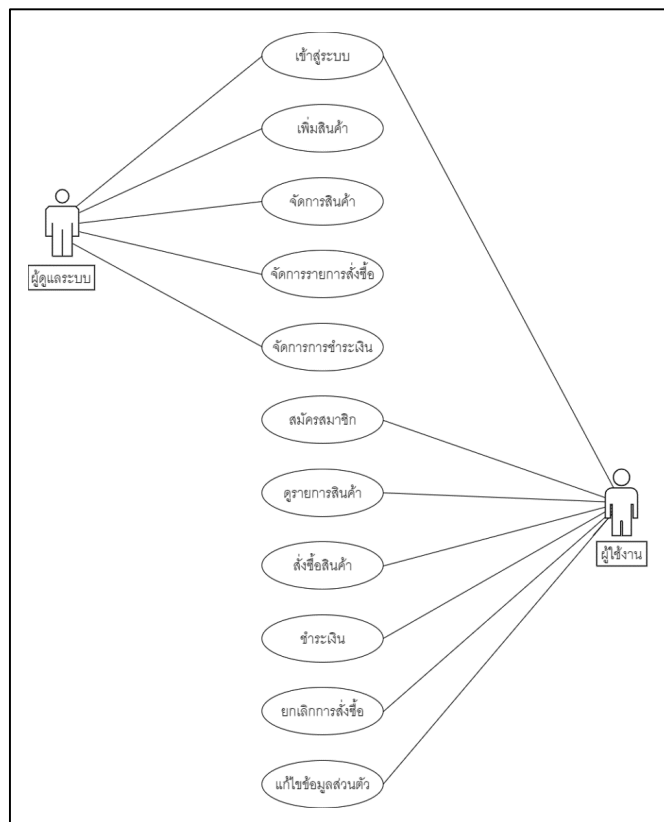 เข้าสู่ระบบ
เพิ่มสินค้า
จัดการสินค้า
จัดการรายการสั่งซื้อ
ผู้ดูแลระบบ
จัดการการชำระเงิน
สมัครสมาชิก
ดูรายการสินค้า
สั่งซื้อสินค้า
ผู้ใช้งาน
ชำระเงิน
ยกเลิกการสั่งซื้อ
แก้ไขข้อมูลส่วนตัว